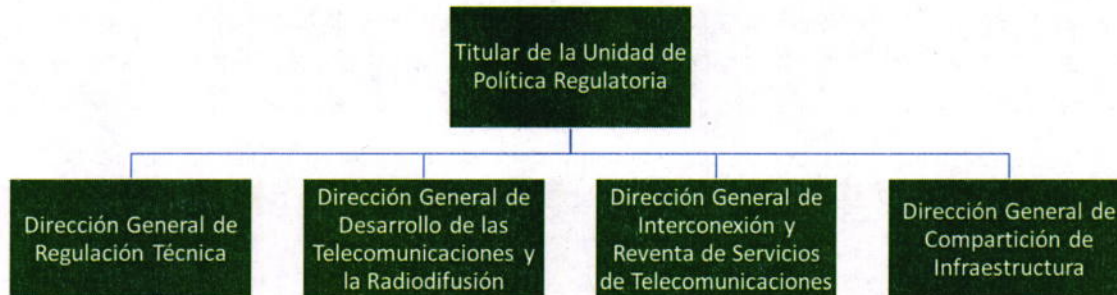 Titular de la Unidad de
Política Regulatoria
Dirección General de
Regulación Técnica
Dirección General de
Desarrollo de las
Telecomunicaciones y
la Radiodifusión
Dirección General de
Interconexión y
Reventa de Servicios
de Telecomunicaciones
Dirección General de
Compartición de
Infraestructura